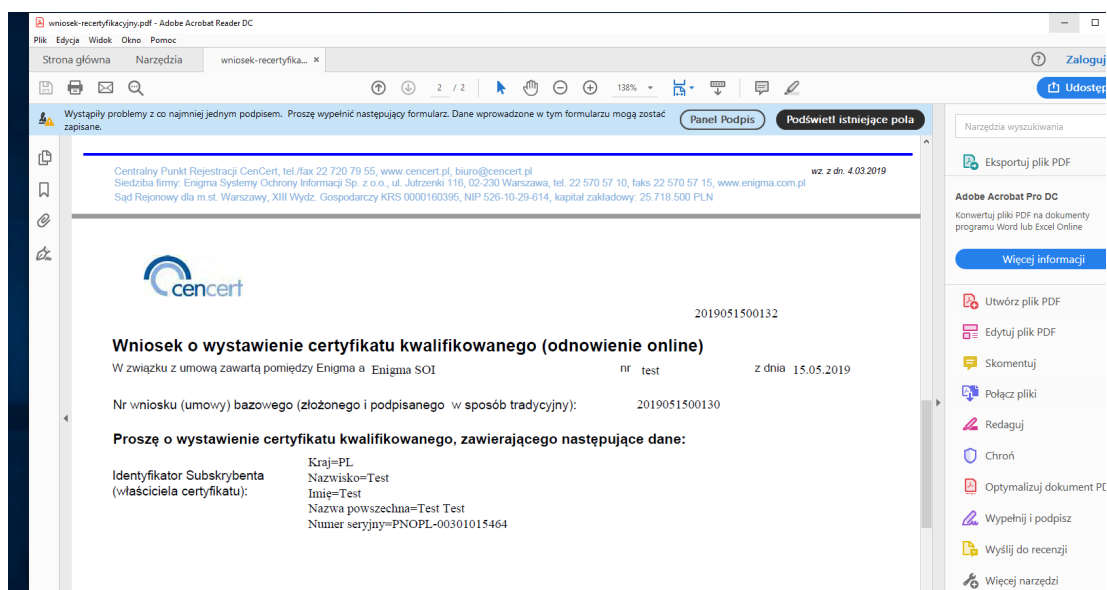 wniosek-recertyfikacyjny.pdf - Adobe Acrobat Reader DC
Plik Edycja Widok Okno Pomoc
Strona główna Narzędzia wniosek-recertyfika... × Zaloguj
2 / 2 138% Udostęp
Wystąpiły problemy z co najmniej jednym podpisem. Proszę wypełnić następujący formularz. Dane wprowadzone w tym formularzu mogą zostać
zapisane.
Panel Podpis Podświetl istniejące pola
Centralny Punkt Rejestracji CenCert, tel./fax 22 720 79 55, www.cencert.pl, biuro@cencert.pl
wz. z dn. 4.03.2019
Siedziba firmy: Enigma Systemy Ochrony Informacji Sp. z o.o., ul. Jutrzenki 116, 02-230 Warszawa, tel. 22 570 57 10, faks 22 570 57 15, www.enigma.com.pl
Sąd Rejonowy dla m.st. Warszawy, XIII Wydz. Gospodarczy KRS 0000160395, NIP 526-10-29-614, kapitał zakładowy: 25.718.500 PLN
cencert
2019051500132
Wniosek o wystawienie certyfikatu kwalifikowanego (odnowienie online)
W związku z umową zawartą pomiędzy Enigma a Enigma SOI nr test z dnia 15.05.2019
Nr wniosku (umowy) bazowego (złożonego i podpisanego w sposób tradycyjny): 2019051500130
Proszę o wystawienie certyfikatu kwalifikowanego, zawierającego następujące dane:
Identyfikator Subskrybenta
(właściciela certyfikatu):
Kraj=PL
Nazwisko=Test
Imię=Test
Nazwa powszechna=Test Test
Numer seryjny=PNOPL-00301015464
Narzędzia wyszukiwania
Eksportuj plik PDF
Adobe Acrobat Pro DC
Konwertuj pliki PDF na dokumenty
programu Word lub Excel Online
Więcej informacji
Utwórz plik PDF
Edytuj plik PDF
Skomentuj
Połącz pliki
Redaguj
Chroń
Optymalizuj dokument PD
Wypełnij i podpisz
Wyślij do recenzji
Więcej narzędzi